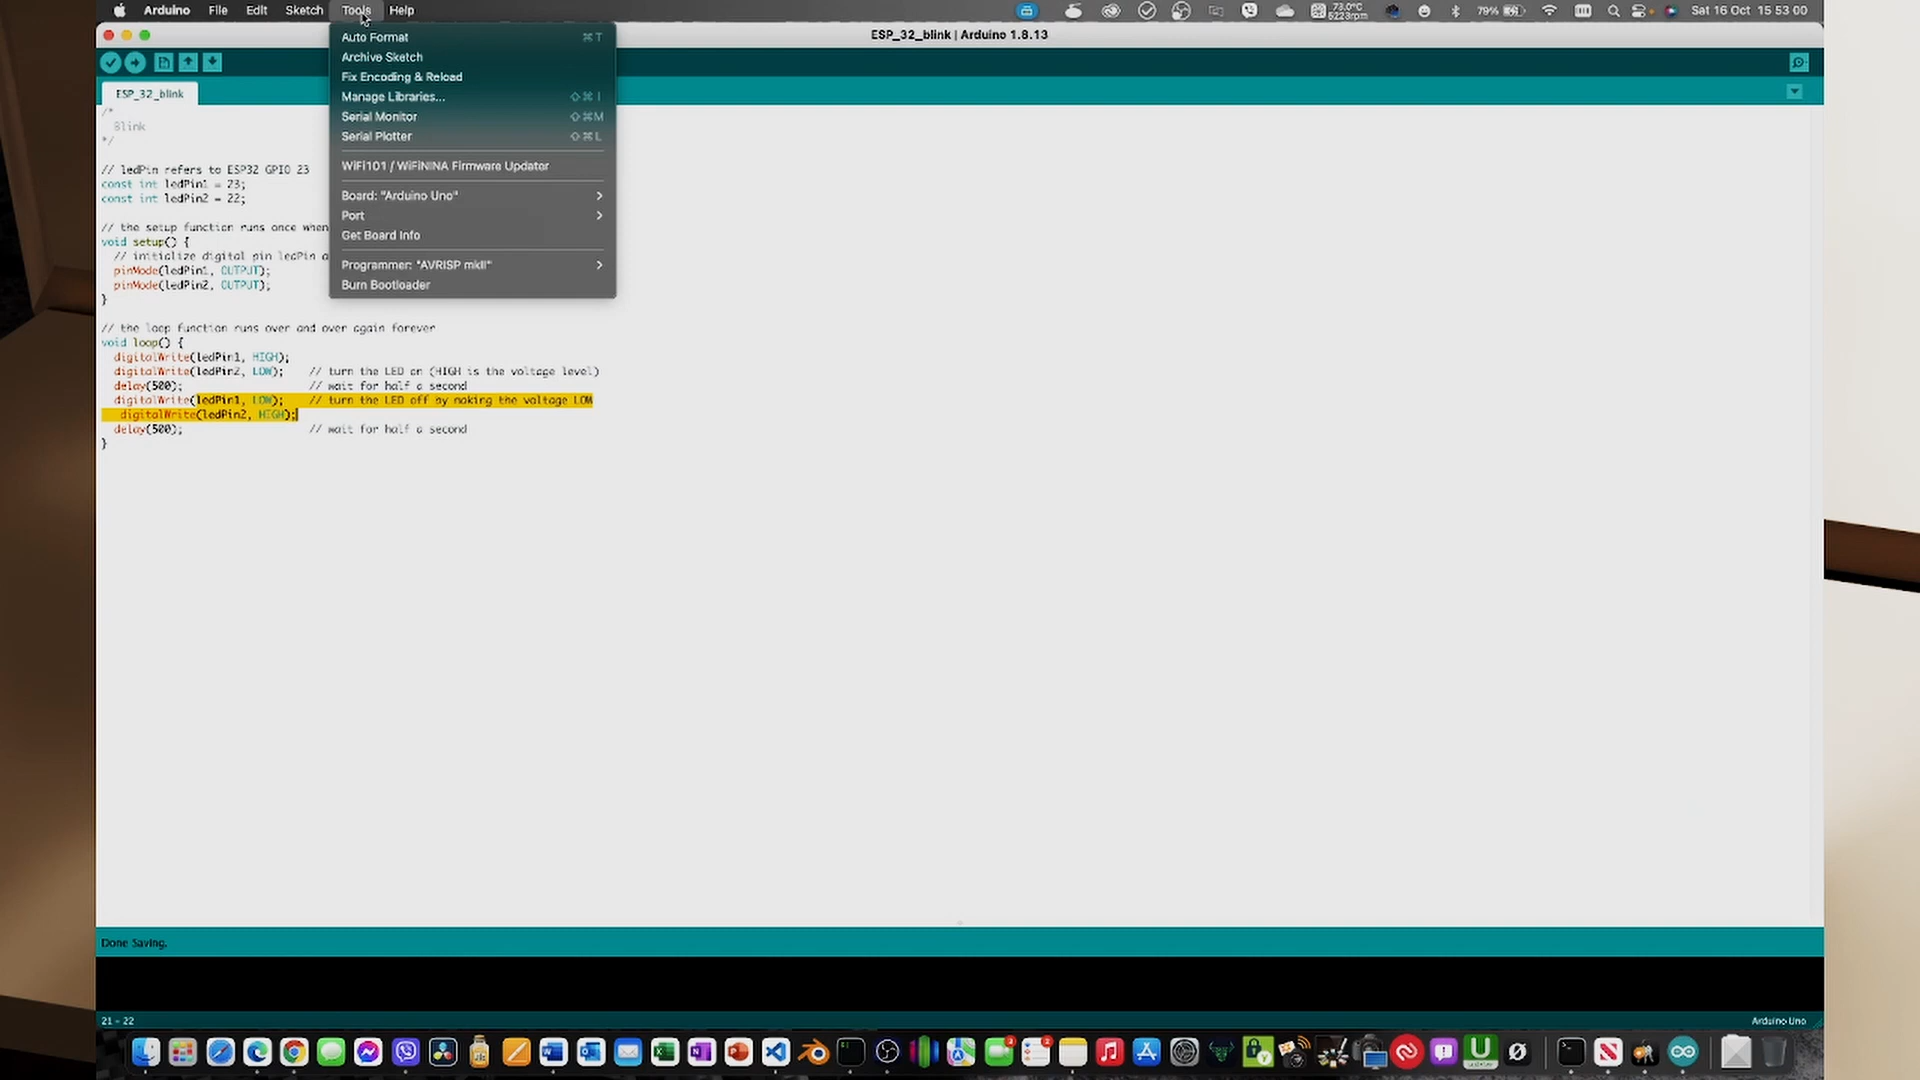 Arduino File Edit Sketch Tools Help
73.0°C
5223rpm
79%
Sat 16 Oct 15 53 00
ESP_32_blink | Arduino 1.8.13
ESP_32_blink
Auto Format ⌘ T
Archive Sketch
Fix Encoding & Reload
Manage Libraries... ⇧ ⌘ I
Serial Monitor ⇧ ⌘ M
Serial Plotter ⇧ ⌘ L
WiFi101 / WiFiNINA Firmware Updater
Board: "Arduino Uno" >
Port >
Get Board Info
Programmer: "AVRISP mkII" >
Burn Bootloader
/*
Blink
*/
// ledPin refers to ESP32 GPIO 23
const int ledPin1 = 23;
const int ledPin2 = 22;
// the setup function runs once when
void setup() {
// initialize digital pin ledPin a
pinMode(ledPin1, OUTPUT);
pinMode(ledPin2, OUTPUT);
}
// the loop function runs over and over again forever
void loop() {
digitalWrite(ledPin1, HIGH);
digitalWrite(ledPin2, LOW); // turn the LED on (HIGH is the voltage level)
delay(500); // wait for half a second
digitalWrite(ledPin1, LOW); // turn the LED off by making the voltage LOW
digitalWrite(ledPin2, HIGH);
delay(500); // wait for half a second
}
Done Saving.
21 - 22
Arduino Uno